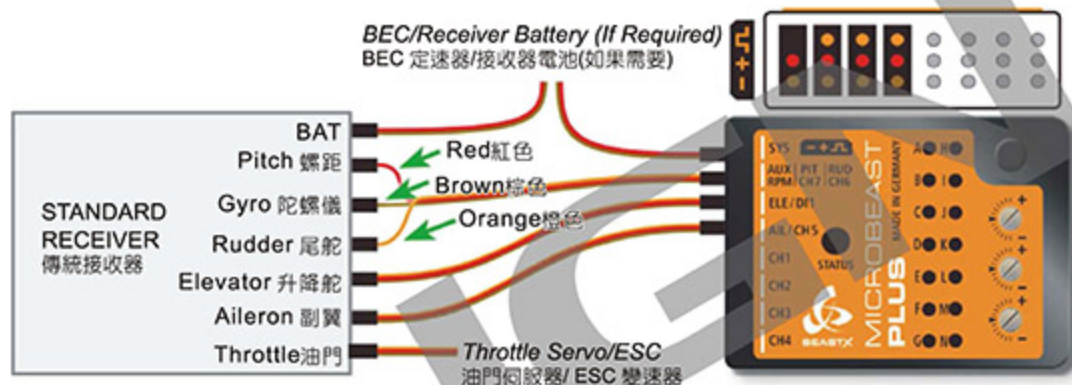 BEC/Receiver Battery (If Required)
BEC 定速器/接收器電池(如果需要)
STANDARD
RECEIVER
傳統接收器
BAT
Pitch 螺距
Gyro 陀螺儀
Rudder 尾舵
Elevator 升降舵
Aileron 副翼
Throttle油門
Red紅色
Brown棕色
Orange橙色
Throttle Servo/ESC
油門伺服器/ ESC 變速器
SYS
AUX | PIT | RUD
RPM | CH7 | CH6
ELE / DI1
AIL / CH5
CH1
CH2
CH3
CH4
STATUS
BEASTX
MICROBEAST
PLUS
MADE IN GERMANY
A H
B I
C J
D K
E L
F M
G N